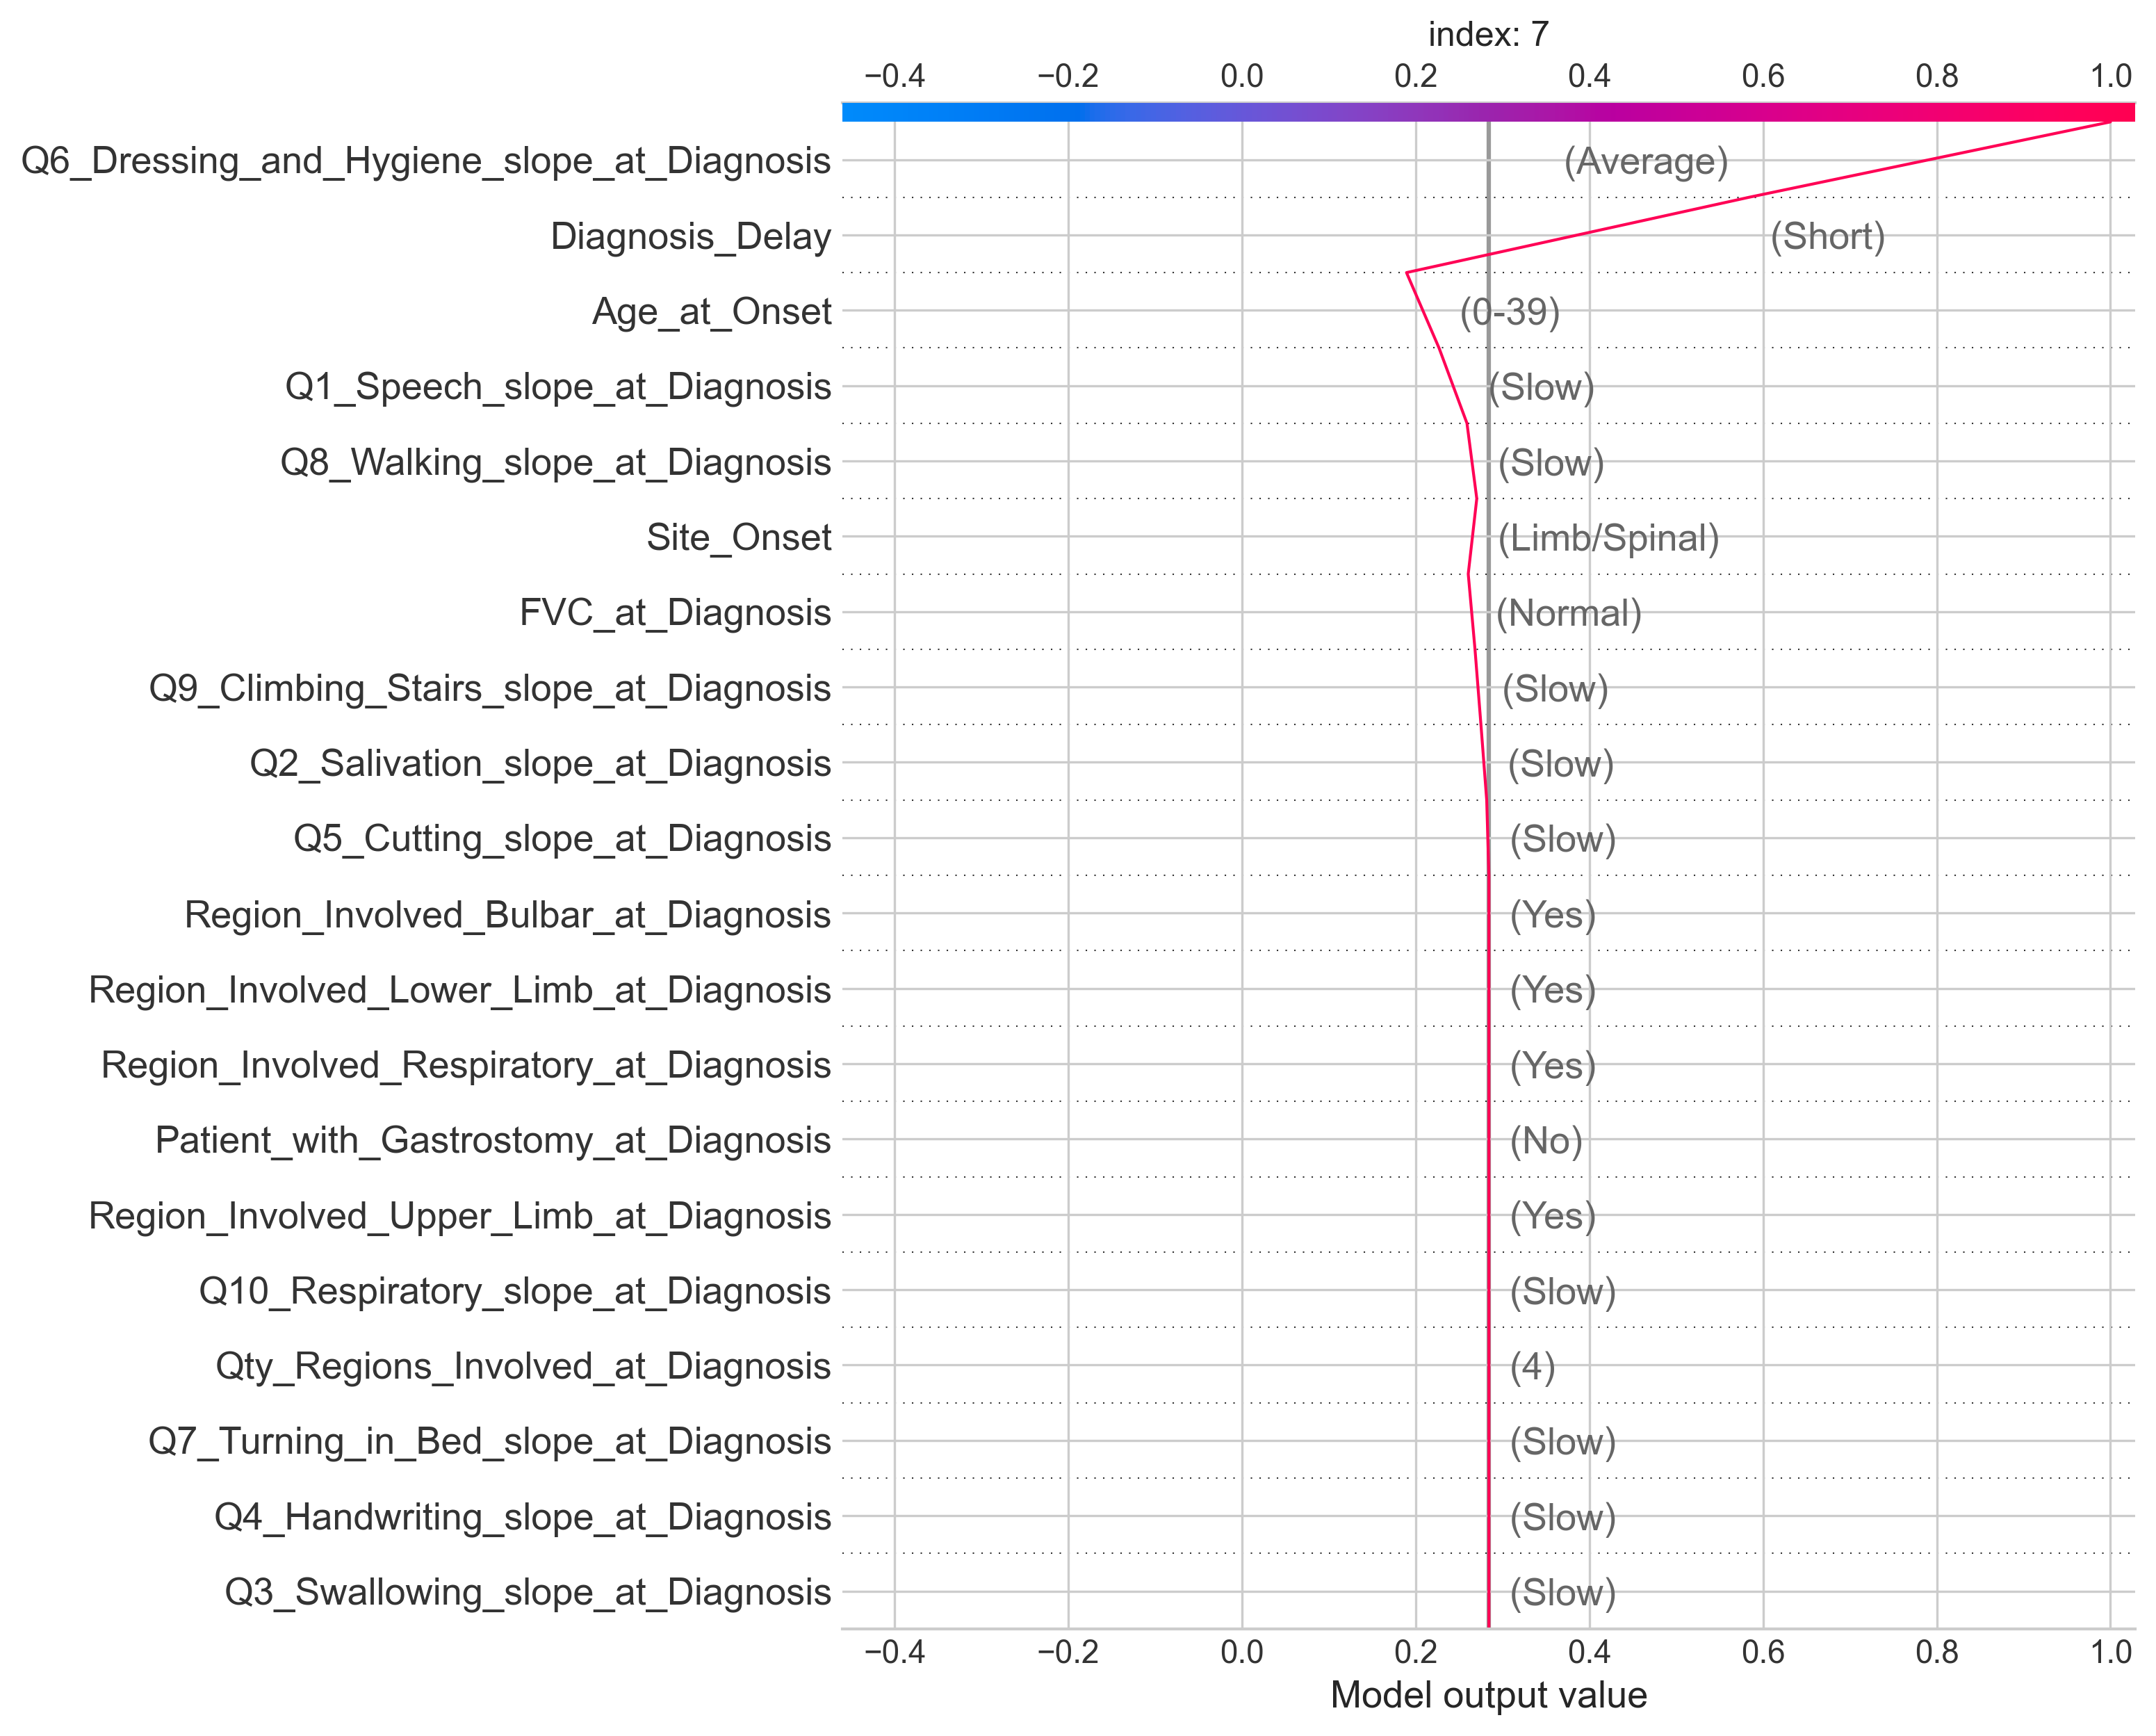 index: 7
−0.4 −0.2 0.0 0.2 0.4 0.6 0.8 1.0
Q6_Dressing_and_Hygiene_slope_at_Diagnosis (Average)
Diagnosis_Delay (Short)
Age_at_Onset (0-39)
Q1_Speech_slope_at_Diagnosis (Slow)
Q8_Walking_slope_at_Diagnosis (Slow)
Site_Onset (Limb/Spinal)
FVC_at_Diagnosis (Normal)
Q9_Climbing_Stairs_slope_at_Diagnosis (Slow)
Q2_Salivation_slope_at_Diagnosis (Slow)
Q5_Cutting_slope_at_Diagnosis (Slow)
Region_Involved_Bulbar_at_Diagnosis (Yes)
Region_Involved_Lower_Limb_at_Diagnosis (Yes)
Region_Involved_Respiratory_at_Diagnosis (Yes)
Patient_with_Gastrostomy_at_Diagnosis (No)
Region_Involved_Upper_Limb_at_Diagnosis (Yes)
Q10_Respiratory_slope_at_Diagnosis (Slow)
Qty_Regions_Involved_at_Diagnosis (4)
Q7_Turning_in_Bed_slope_at_Diagnosis (Slow)
Q4_Handwriting_slope_at_Diagnosis (Slow)
Q3_Swallowing_slope_at_Diagnosis (Slow)
−0.4 −0.2 0.0 0.2 0.4 0.6 0.8 1.0
Model output value